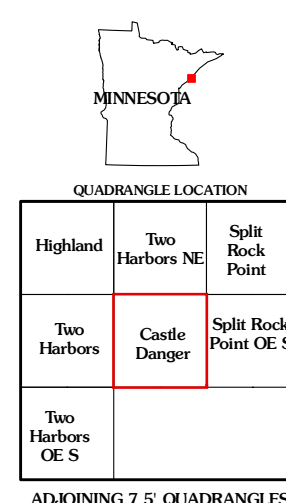 MINNESOTA
QUADRANGLE LOCATION
Highland
Two
Harbors NE
Split
Rock
Point
Two
Harbors
Castle
Danger
Split Rock
Point OE S
Two
Harbors
OE S
ADJOINING 7.5' QUADRANGLES